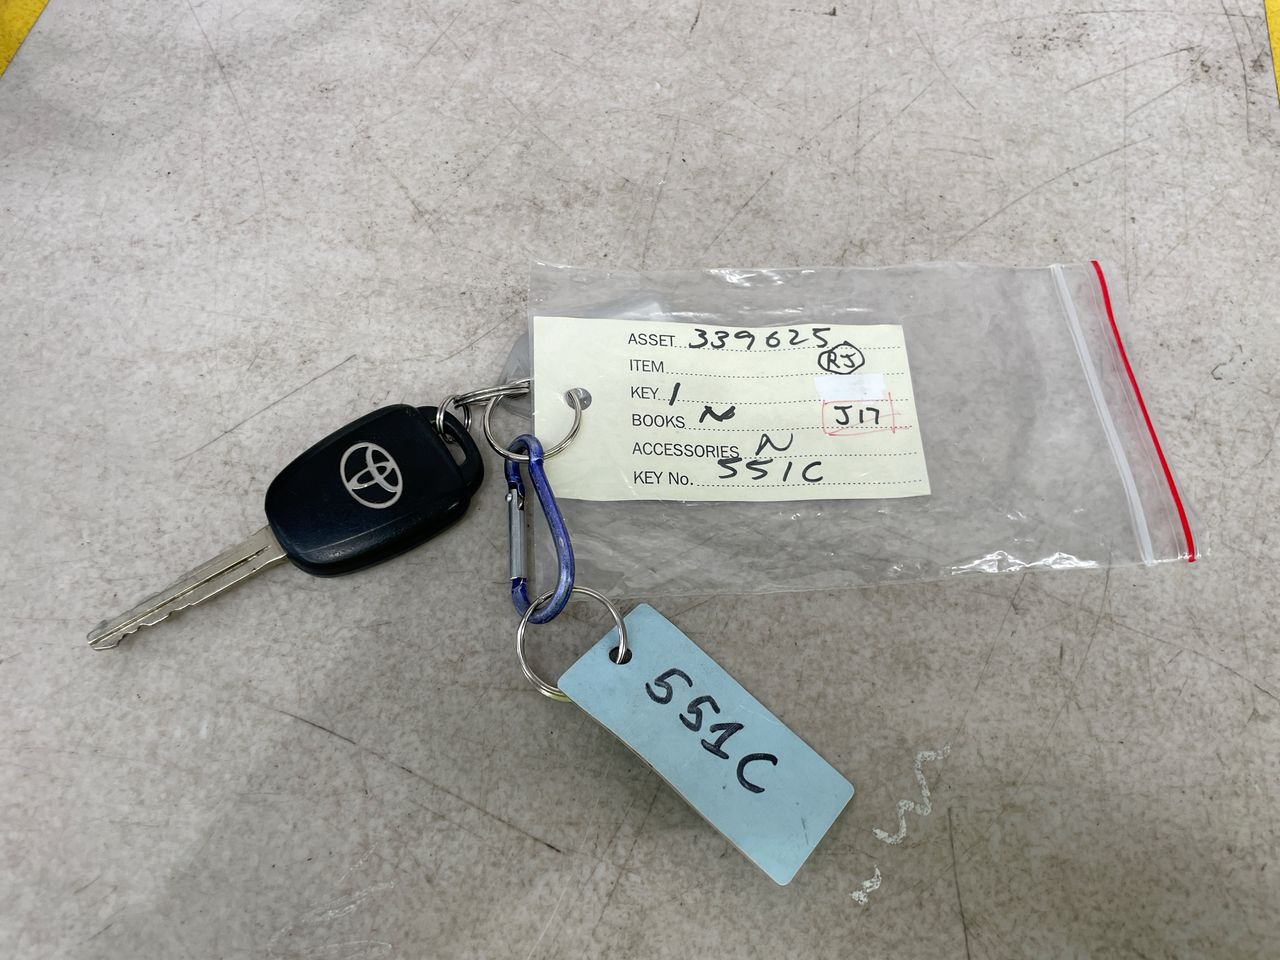 ASSET 339625
ITEM RJ
KEY 1
BOOKS N J17
ACCESSORIES N
KEY No. 551C
551C